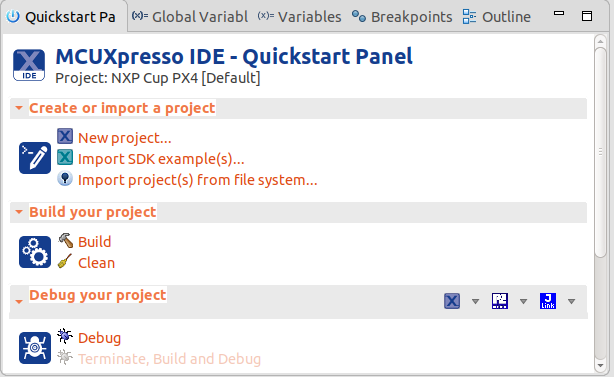 Quickstart Pa (x)= Global Variabl (x)= Variables Breakpoints Outline
MCUXpresso IDE - Quickstart Panel
X IDE
Project: NXP Cup PX4 [Default]
Create or import a project
New project...
Import SDK example(s)...
Import project(s) from file system...
Build your project
Build
Clean
Debug your project
J Link
Debug
Terminate, Build and Debug